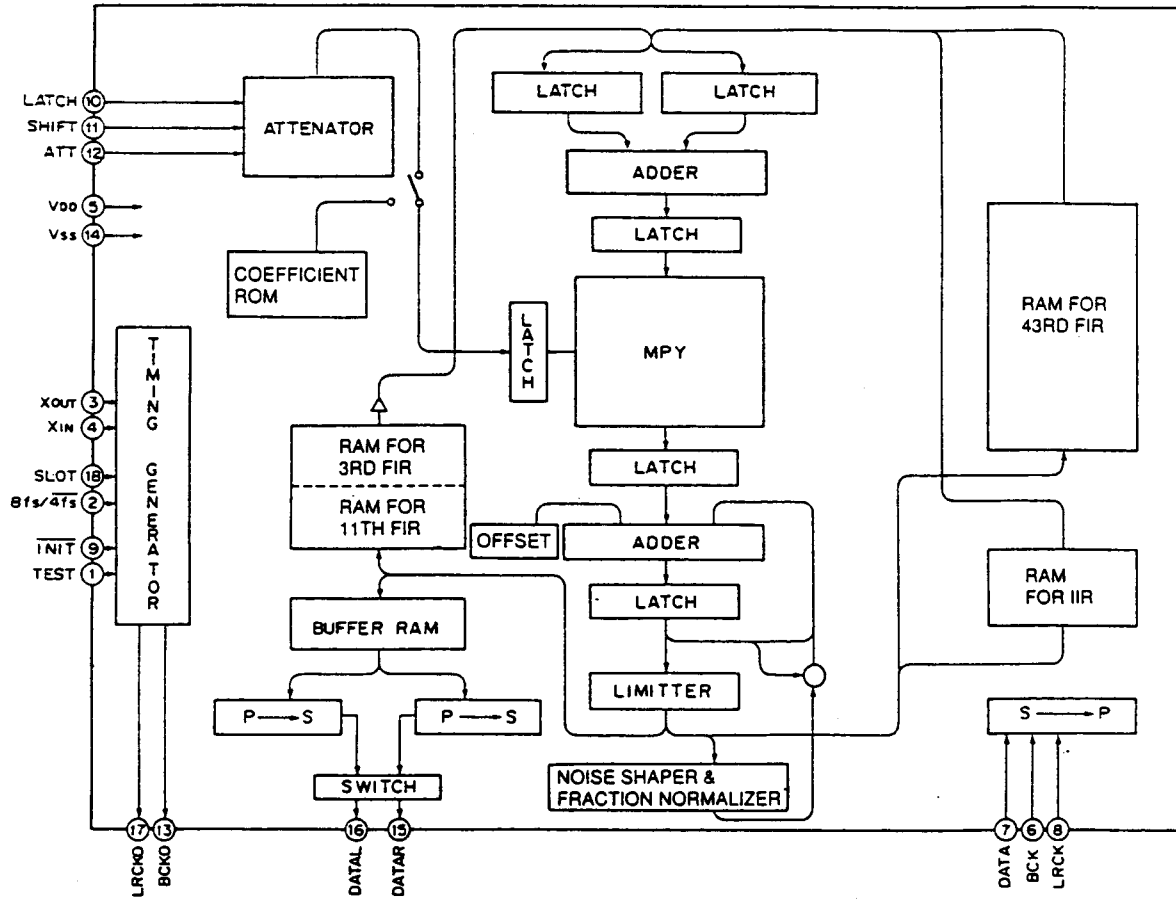 LATCH 10
SHIFT 11
ATT 12
ATTENATOR
VDD 5
VSS 14
COEFFICIENT
ROM
LATCH
LATCH
ADDER
LATCH
LATCH
MPY
RAM FOR
43RD FIR
TIMING GENERATOR
XOUT 3
XIN 4
SLOT 18
8fs/4fs 2
INIT 9
TEST 1
RAM FOR
3RD FIR
RAM FOR
11TH FIR
LATCH
OFFSET
ADDER
LATCH
LIMITTER
RAM
FOR IIR
BUFFER RAM
P → S
P → S
S → P
SWITCH
NOISE SHAPER &
FRACTION NORMALIZER
17 13 16 15 7 6 8
LRCKO
BCKO
DATAL
DATAR
DATA
BCK
LRCK